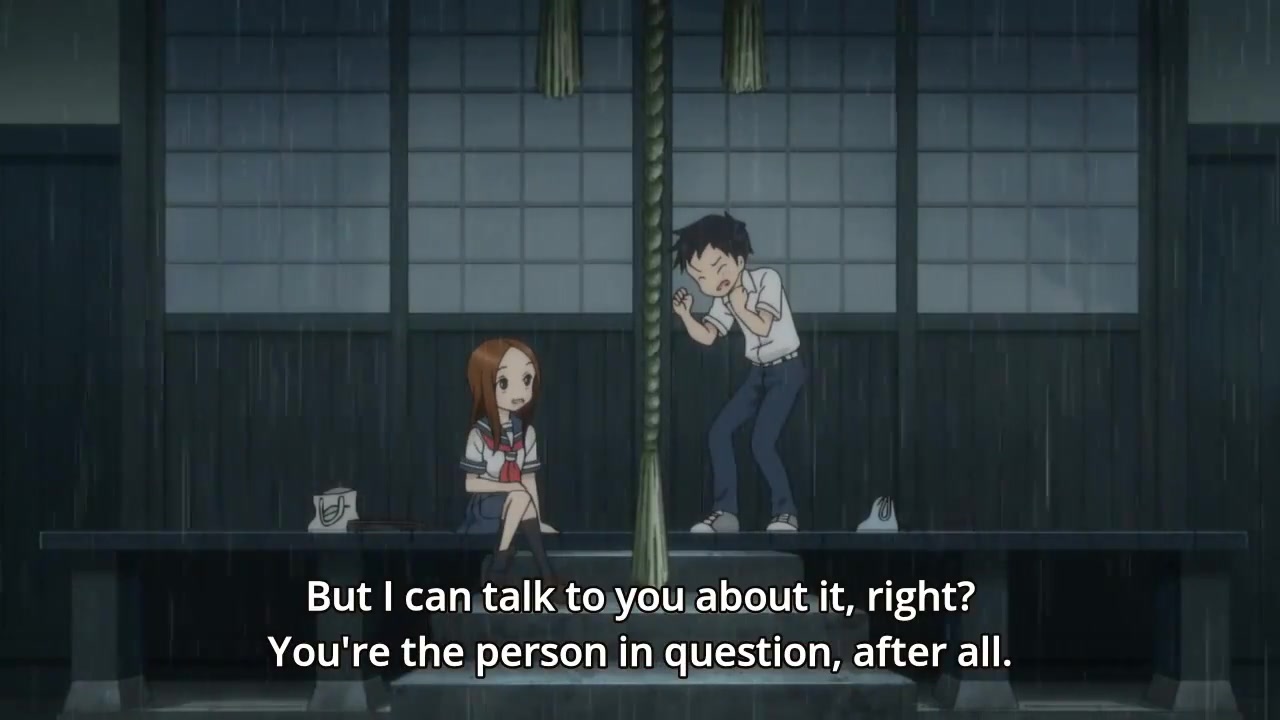 But I can talk to you about it, right?
You're the person in question, after all.